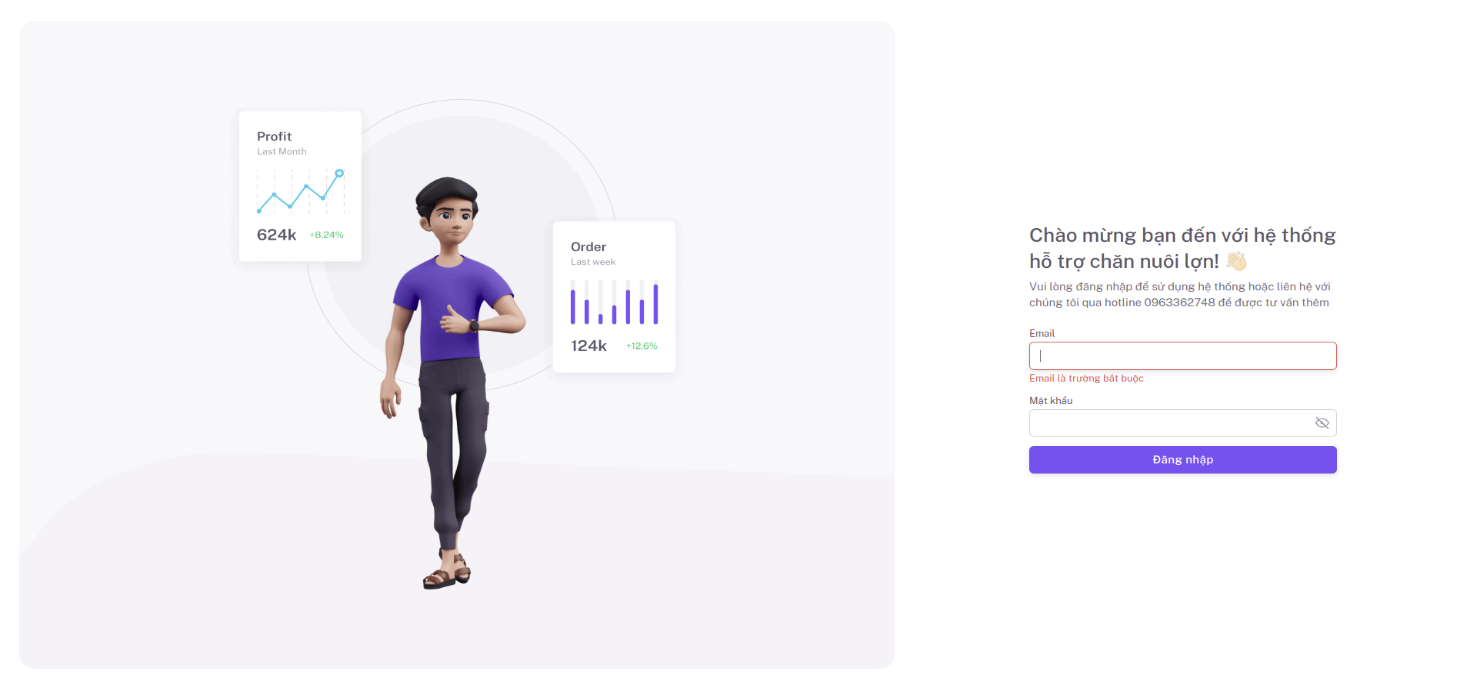 Profit
Last Month
624k +8.24%
Order
Last week
124k +12.6%
Chào mừng bạn đến với hệ thống
hỗ trợ chăn nuôi lợn! 👋🏻
Vui lòng đăng nhập để sử dụng hệ thống hoặc liên hệ với
chúng tôi qua hotline 0963362748 để được tư vấn thêm
Email
Email là trường bắt buộc
Mật khẩu
Đăng nhập